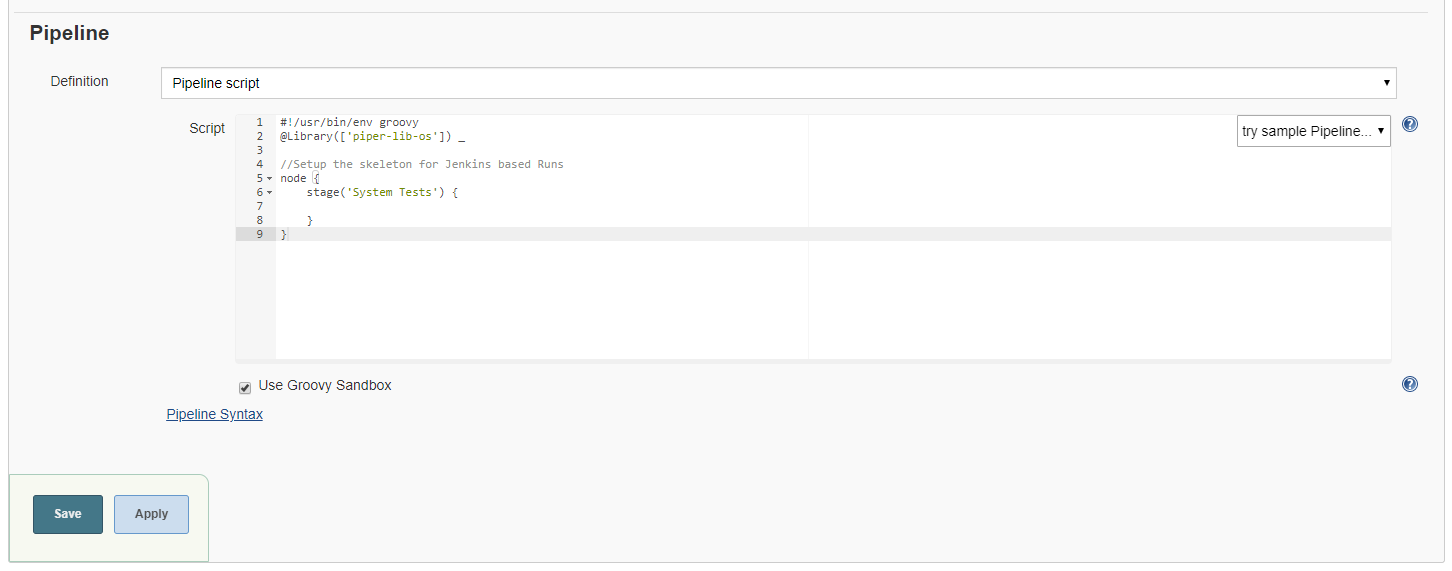 Pipeline
Definition
Pipeline script
Script
try sample Pipeline...
1 #!/usr/bin/env groovy
2 @Library(['piper-lib-os']) _
3
4 //Setup the skeleton for Jenkins based Runs
5 node {
6 stage('System Tests') {
7
8 }
9 }
Use Groovy Sandbox
Pipeline Syntax
Save Apply